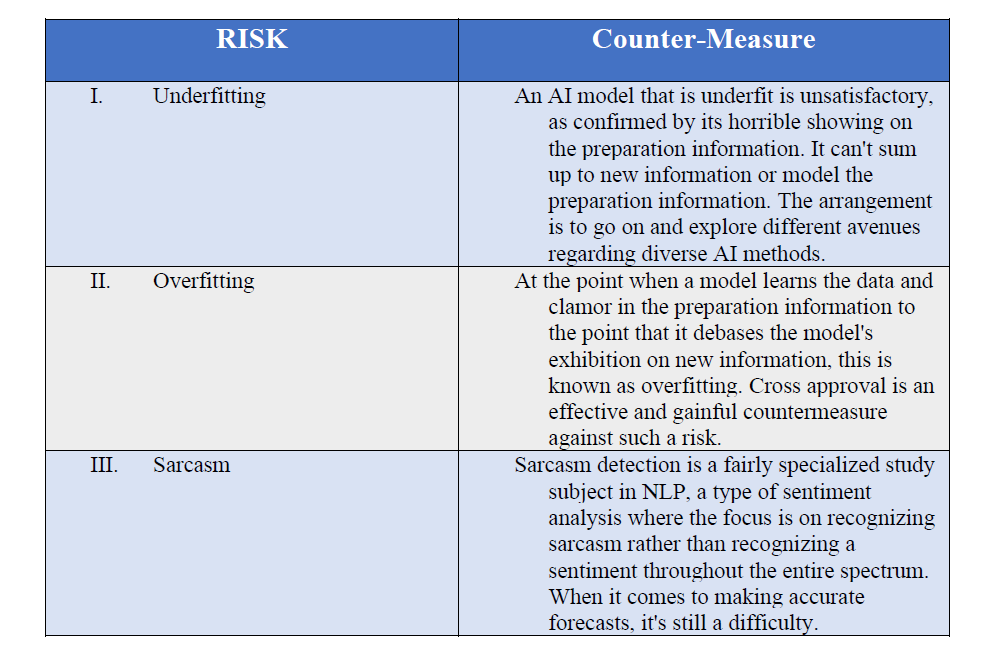 RISK
Counter-Measure
I. Underfitting
An AI model that is underfit is unsatisfactory,
as confirmed by its horrible showing on
the preparation information. It can't sum
up to new information or model the
preparation information. The arrangement
is to go on and explore different avenues
regarding diverse AI methods.
II. Overfitting
At the point when a model learns the data and
clamor in the preparation information to
the point that it debases the model's
exhibition on new information, this is
known as overfitting. Cross approval is an
effective and gainful countermeasure
against such a risk.
III. Sarcasm
Sarcasm detection is a fairly specialized study
subject in NLP, a type of sentiment
analysis where the focus is on recognizing
sarcasm rather than recognizing a
sentiment throughout the entire spectrum.
When it comes to making accurate
forecasts, it's still a difficulty.